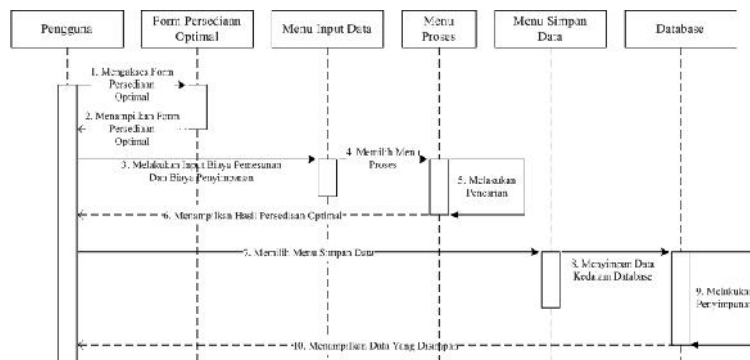 Pengguna
Form Persediaan
Optimal
Menu Input Data
Menu
Proses
Menu Simpan
Data
Database
1. Mengakses Form
Persediaan
Optimal
2. Menampilkan Form
Persediaan
Optimal
3. Melakukan Input Biaya Pemesanan
Dan Biaya Penyimpanan
4. Memilih Menu
Proses
5. Melakukan
Pencarian
6. Menampilkan Hasil Persediaan Optimal
7. Memilih Menu Simpan Data
8. Menyimpan Data
Kedalam Database
9. Melakukan
Penyimpanan
10. Menampilkan Data Yang Disimpan